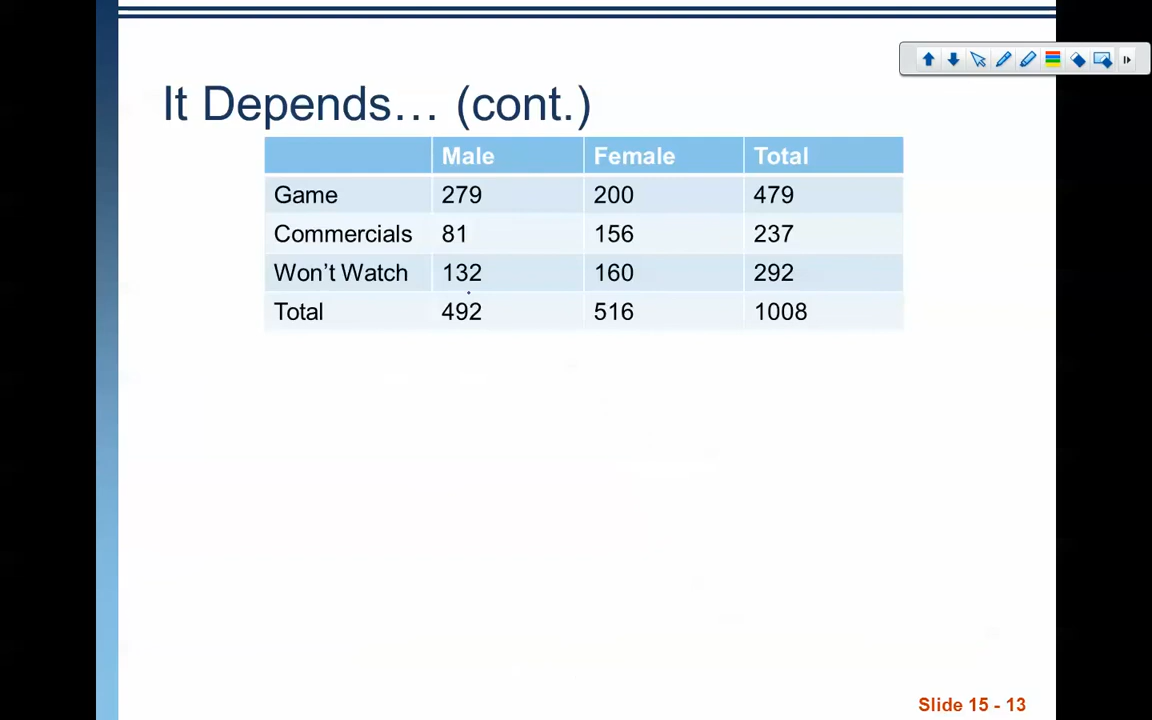 It Depends… (cont.)
Male Female Total
Game 279 200 479
Commercials 81 156 237
Won’t Watch 132 160 292
Total 492 516 1008
Slide 15 - 13